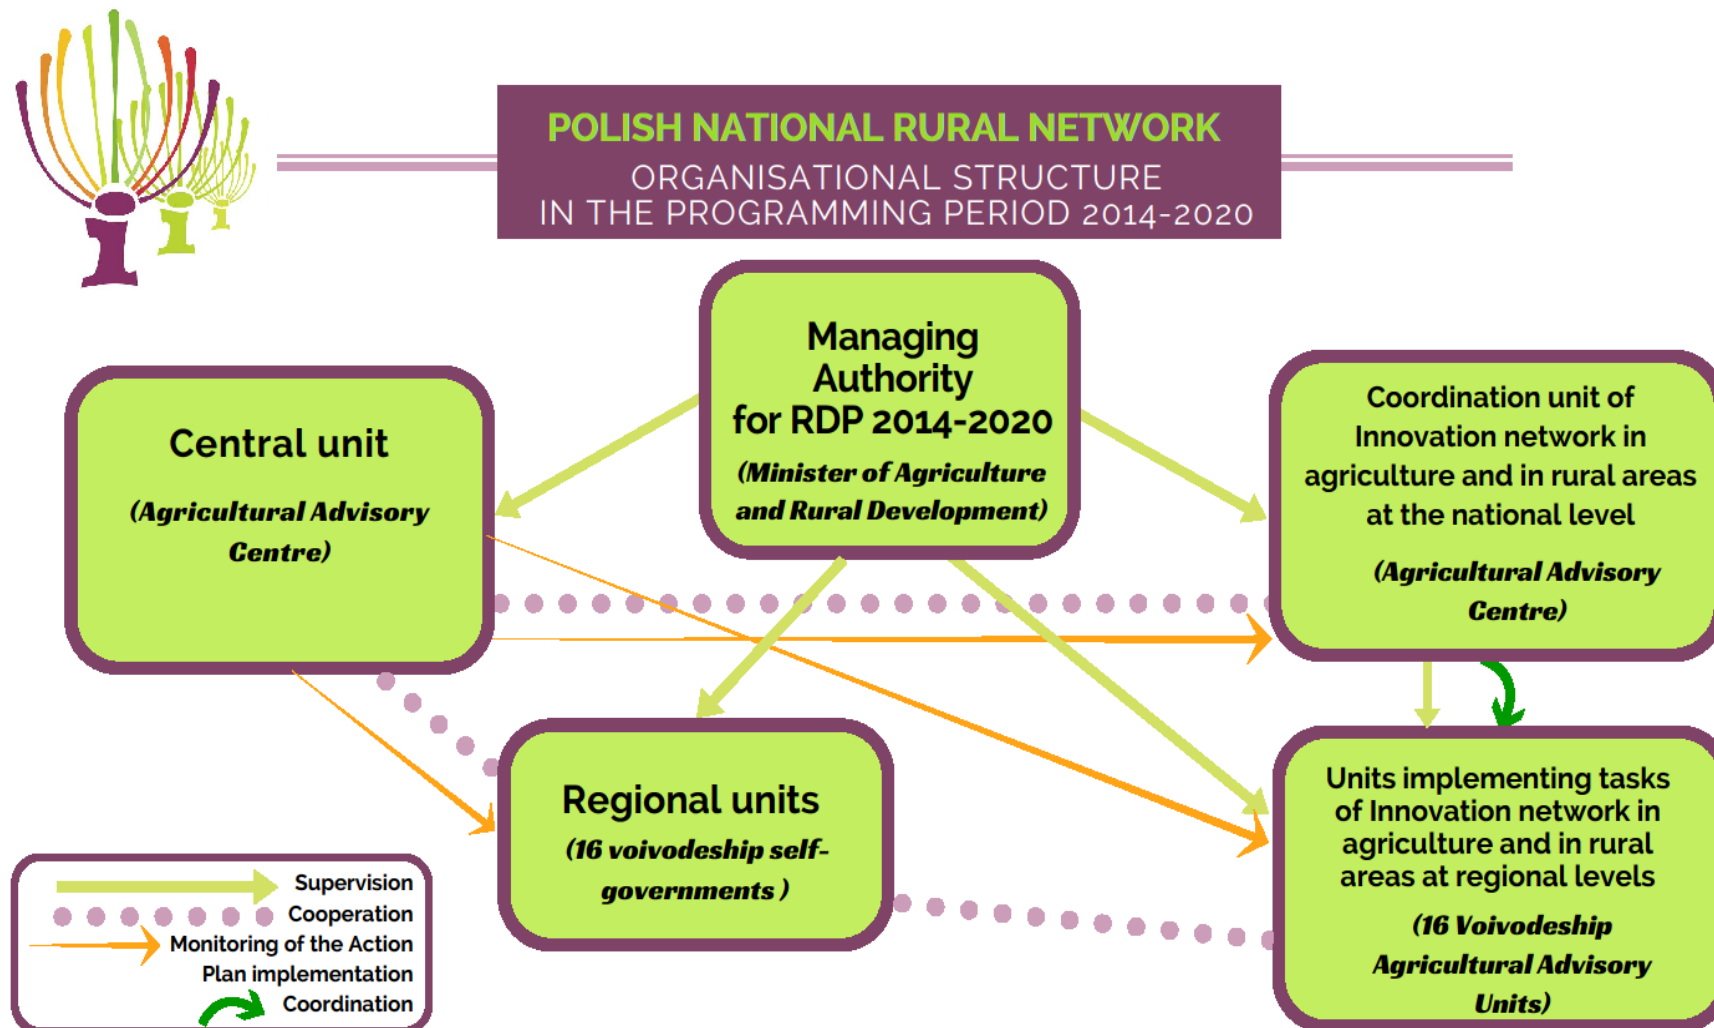 POLISH NATIONAL RURAL NETWORK
ORGANISATIONAL STRUCTURE
IN THE PROGRAMMING PERIOD 2014-2020
Managing
Authority
for RDP 2014-2020
(Minister of Agriculture
and Rural Development)
Central unit
(Agricultural Advisory
Centre)
Coordination unit of
Innovation network in
agriculture and in rural areas
at the national level
(Agricultural Advisory
Centre)
Regional units
(16 voivodeship self-
governments )
Units implementing tasks
of Innovation network in
agriculture and in rural
areas at regional levels
(16 Voivodeship
Agricultural Advisory
Units)
Supervision
Cooperation
Monitoring of the Action
Plan implementation
Coordination